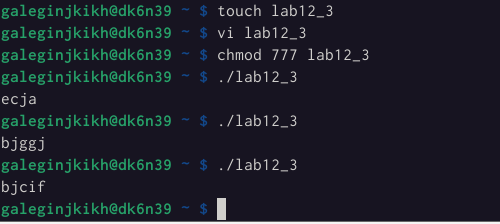 galeginjkikh@dk6n39 ~ $ touch lab12_3
galeginjkikh@dk6n39 ~ $ vi lab12_3
galeginjkikh@dk6n39 ~ $ chmod 777 lab12_3
galeginjkikh@dk6n39 ~ $ ./lab12_3
ecja
galeginjkikh@dk6n39 ~ $ ./lab12_3
bjggj
galeginjkikh@dk6n39 ~ $ ./lab12_3
bjcif
galeginjkikh@dk6n39 ~ $